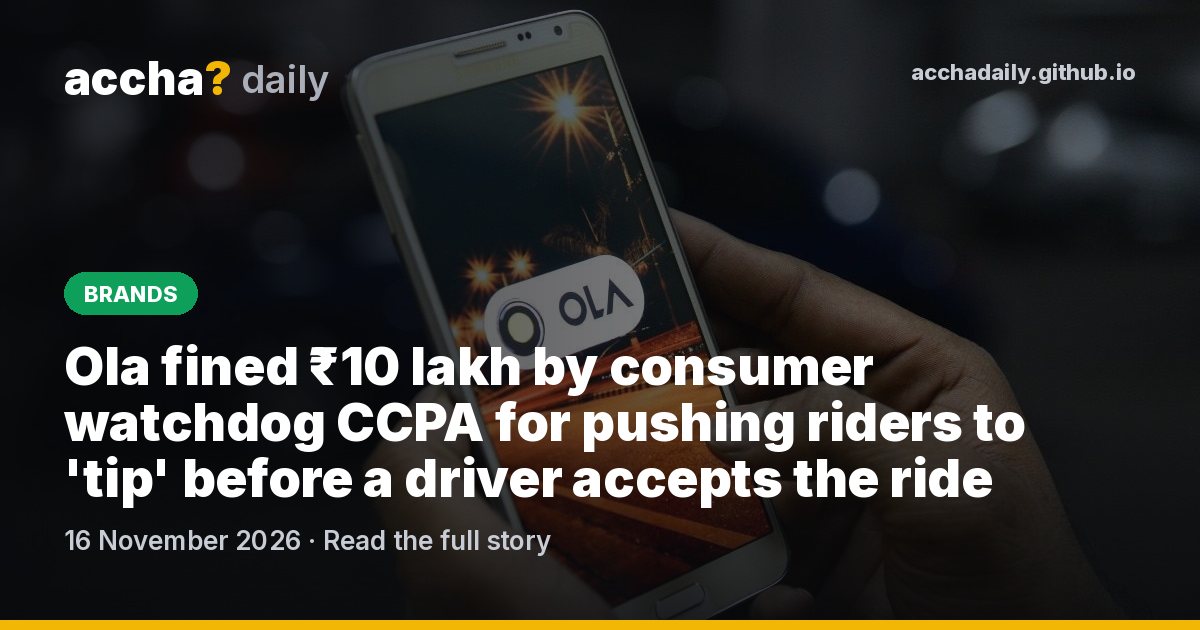 accha? daily
acchadaily.github.io
OLA
BRANDS
Ola fined ₹10 lakh by consumer
watchdog CCPA for pushing riders to
'tip' before a driver accepts the ride
16 November 2026 · Read the full story